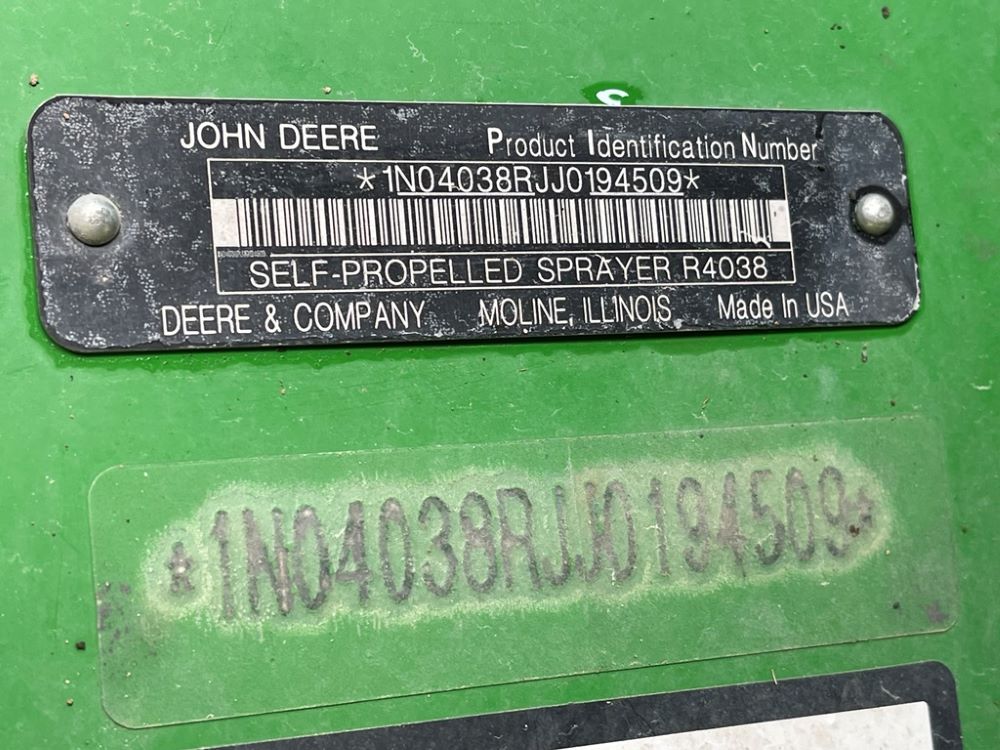 JOHN DEERE Product Identification Number
*1N04038RJJ0194509*
SELF-PROPELLED SPRAYER R4038
DEERE & COMPANY MOLINE, ILLINOIS Made In USA
*1N04038RJJ0194509*